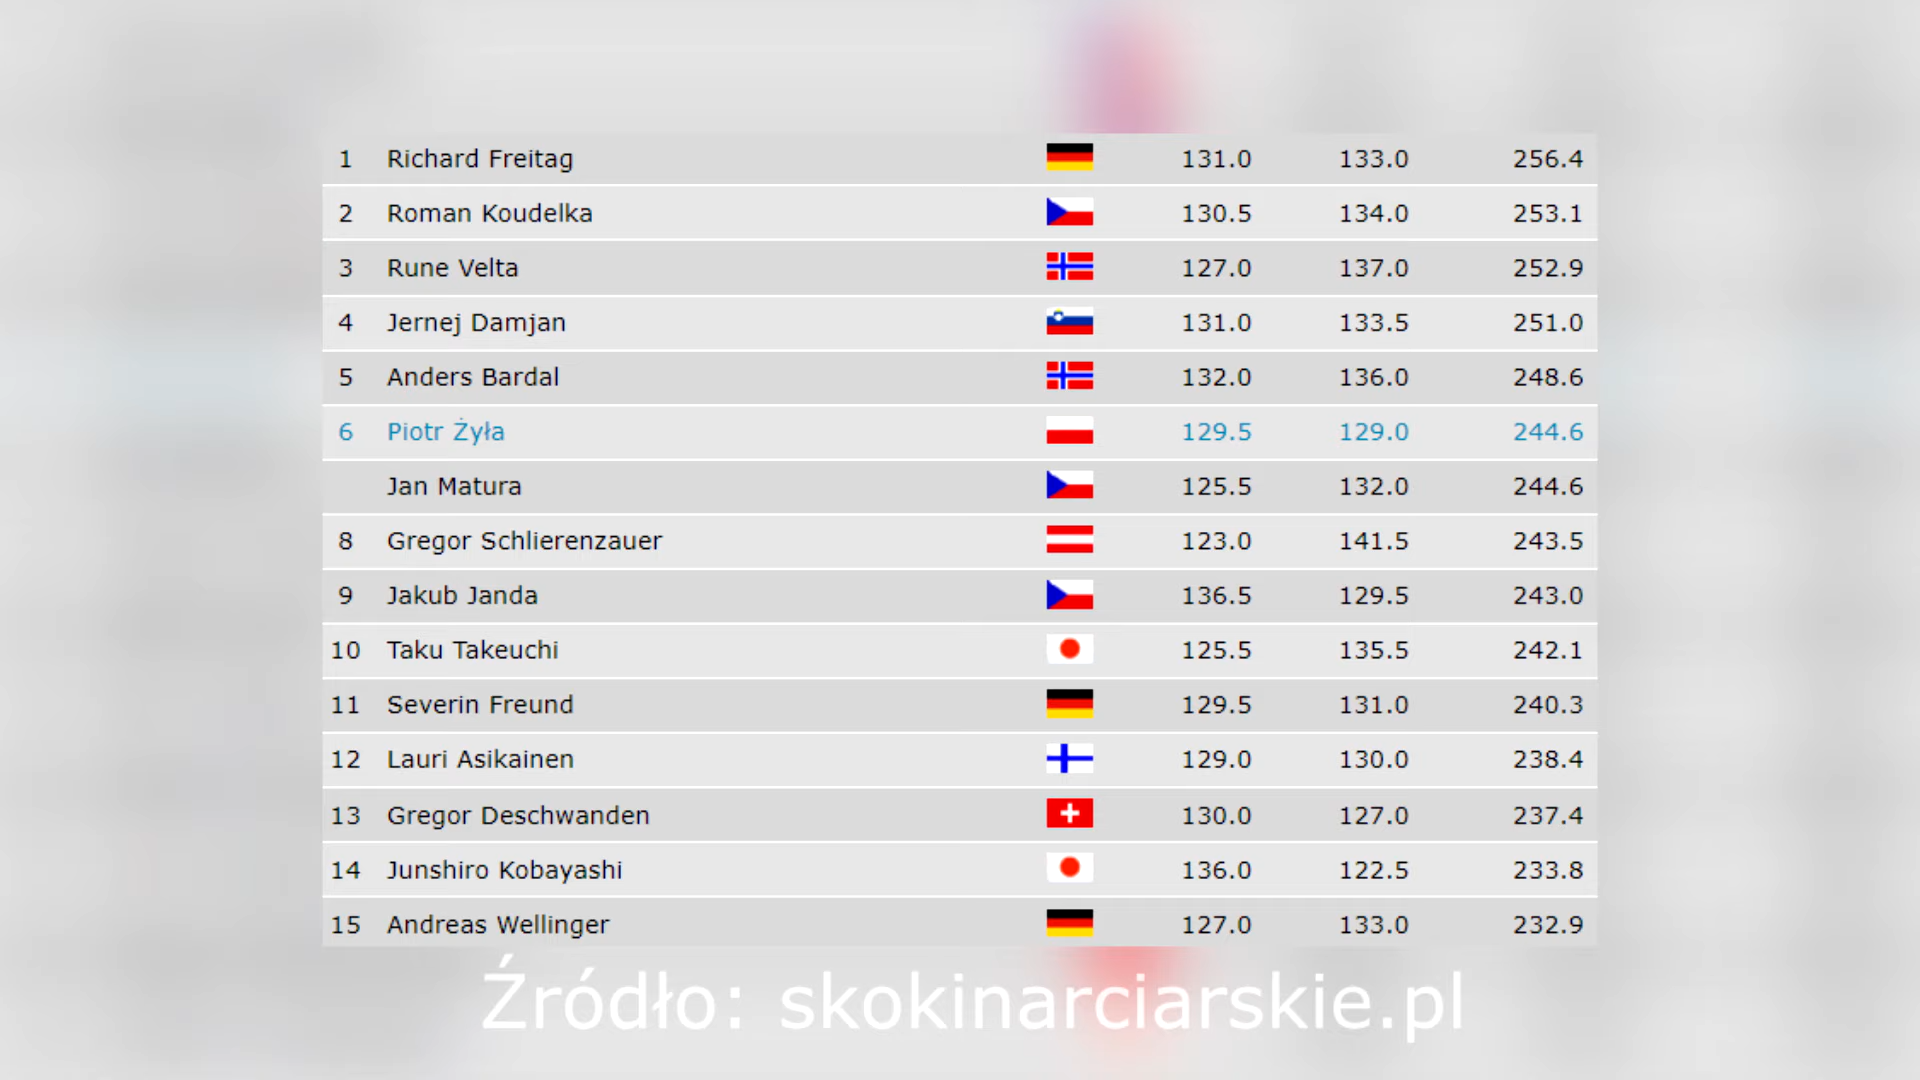 1 Richard Freitag 131.0 133.0 256.4
2 Roman Koudelka 130.5 134.0 253.1
3 Rune Velta 127.0 137.0 252.9
4 Jernej Damjan 131.0 133.5 251.0
5 Anders Bardal 132.0 136.0 248.6
6 Piotr Żyła 129.5 129.0 244.6
Jan Matura 125.5 132.0 244.6
8 Gregor Schlierenzauer 123.0 141.5 243.5
9 Jakub Janda 136.5 129.5 243.0
10 Taku Takeuchi 125.5 135.5 242.1
11 Severin Freund 129.5 131.0 240.3
12 Lauri Asikainen 129.0 130.0 238.4
13 Gregor Deschwanden 130.0 127.0 237.4
14 Junshiro Kobayashi 136.0 122.5 233.8
15 Andreas Wellinger 127.0 133.0 232.9
Źródło: skokinarciarskie.pl